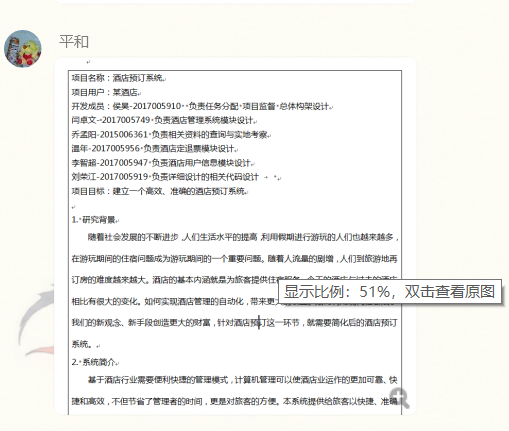 平和
项目名称：酒店预订系统
项目用户：某酒店
开发成员：侯昊-2017005910 负责任务分配 项目监督 总体构架设计
闫卓文-2017005749 负责酒店管理系统模块设计
乔孟阳-2015006361 负责相关资料的查询与实地考察
温年-2017005956 负责酒店定退票模块设计
李智超-2017005947 负责酒店用户信息模块设计
刘荣江-2017005919 负责详细设计的相关代码设计
项目目标：建立一个高效、准确的酒店预订系统
1. 研究背景
随着社会发展的不断进步，人们生活水平的提高，利用假期进行游玩的人们也越来越多，
在游玩期间的住宿问题成为游玩期间的一个重要问题。随着人流量的剧增，人们到旅游地再
订房的难度越来越大。酒店的基本内涵就是为旅客提供住宿服务
相比有很大的变化。如何实现酒店管理的自动化，带来更大
显示比例：51%，双击查看原图
我们的新观念、新手段创造更大的财富，针对酒店预订这一环节，就需要简化后的酒店预订
系统。
2. 系统简介
基于酒店行业需要便利快捷的管理模式，计算机管理可以使酒店业运作的更加可靠、快
捷和高效，不但节省了管理者的时间，更是对旅客的方便。本系统提供给旅客以快捷、准确